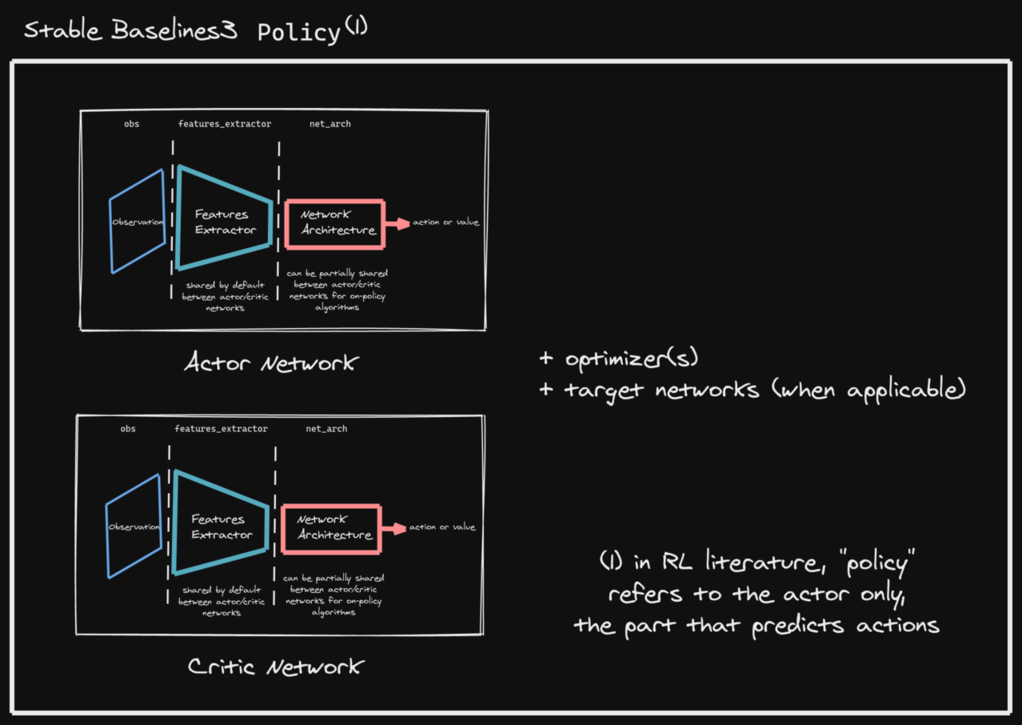 Stable Baselines3 Policy(1)
obs features_extractor net_arch
Observation
Features
Extractor
Network
Architecture
action or value
shared by default
between actor/critic
networks
can be partially shared
between actor/critic
networks for on-policy
algorithms
Actor Network
+ optimizer(s)
+ target networks (when applicable)
obs features_extractor net_arch
Observation
Features
Extractor
Network
Architecture
action or value
shared by default
between actor/critic
networks
can be partially shared
between actor/critic
networks for on-policy
algorithms
Critic Network
(1) in RL literature, "policy"
refers to the actor only,
the part that predicts actions